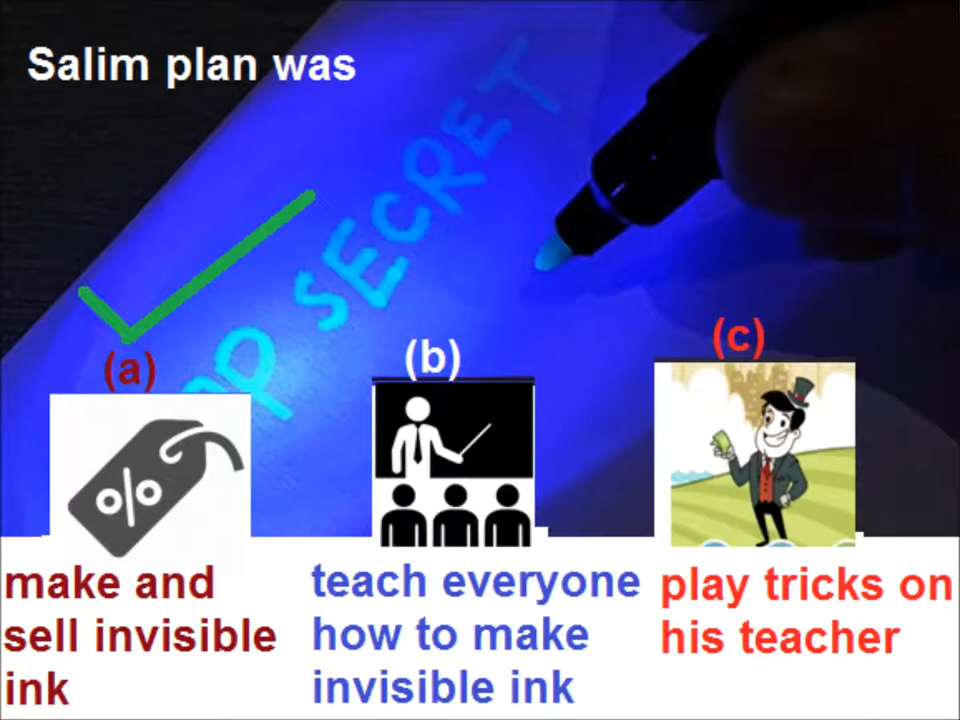 Salim plan was
OP SECRET
(a)
(b)
(c)
%
make and
sell invisible
ink
teach everyone
how to make
invisible ink
play tricks on
his teacher